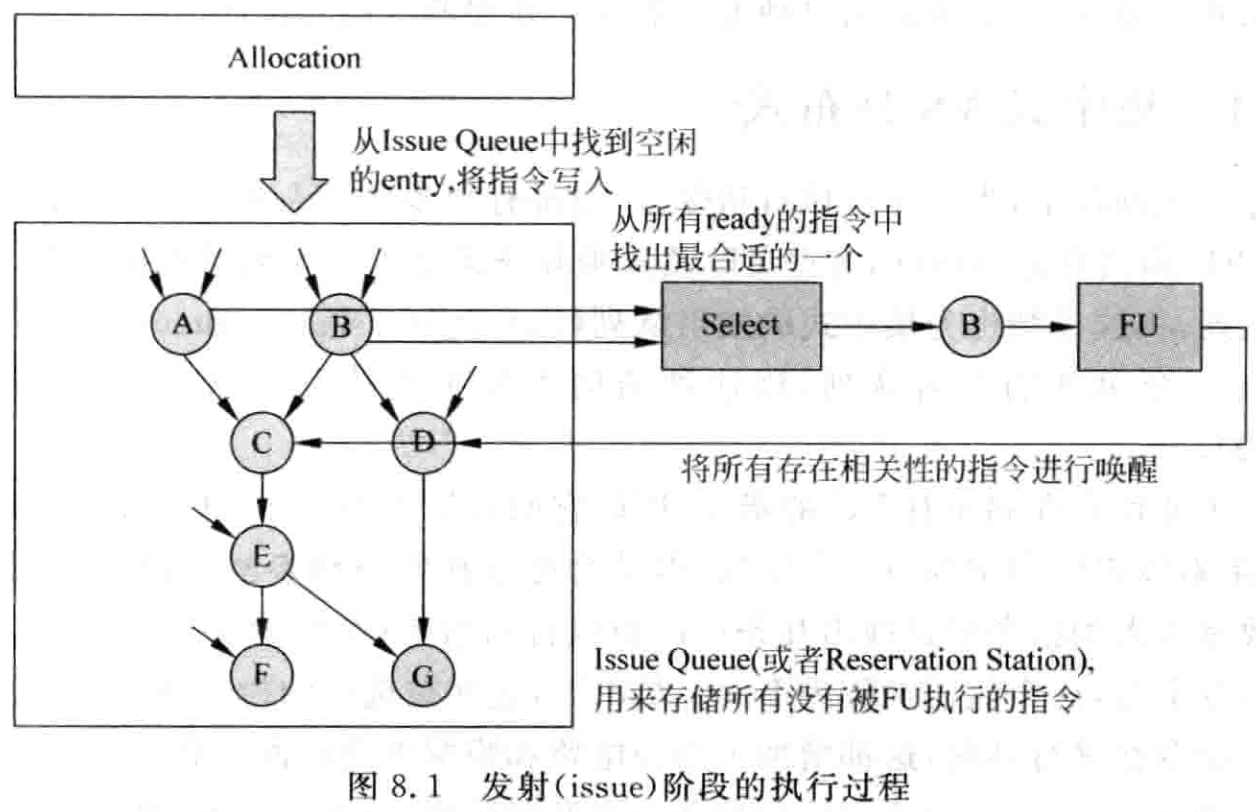 Allocation
从Issue Queue中找到空闲
的entry,将指令写入
从所有ready的指令中
找出最合适的一个
A
B
Select
B
FU
C
D
将所有存在相关性的指令进行唤醒
E
F
G
Issue Queue(或者Reservation Station),
用来存储所有没有被FU执行的指令
图 8.1 发射(issue)阶段的执行过程